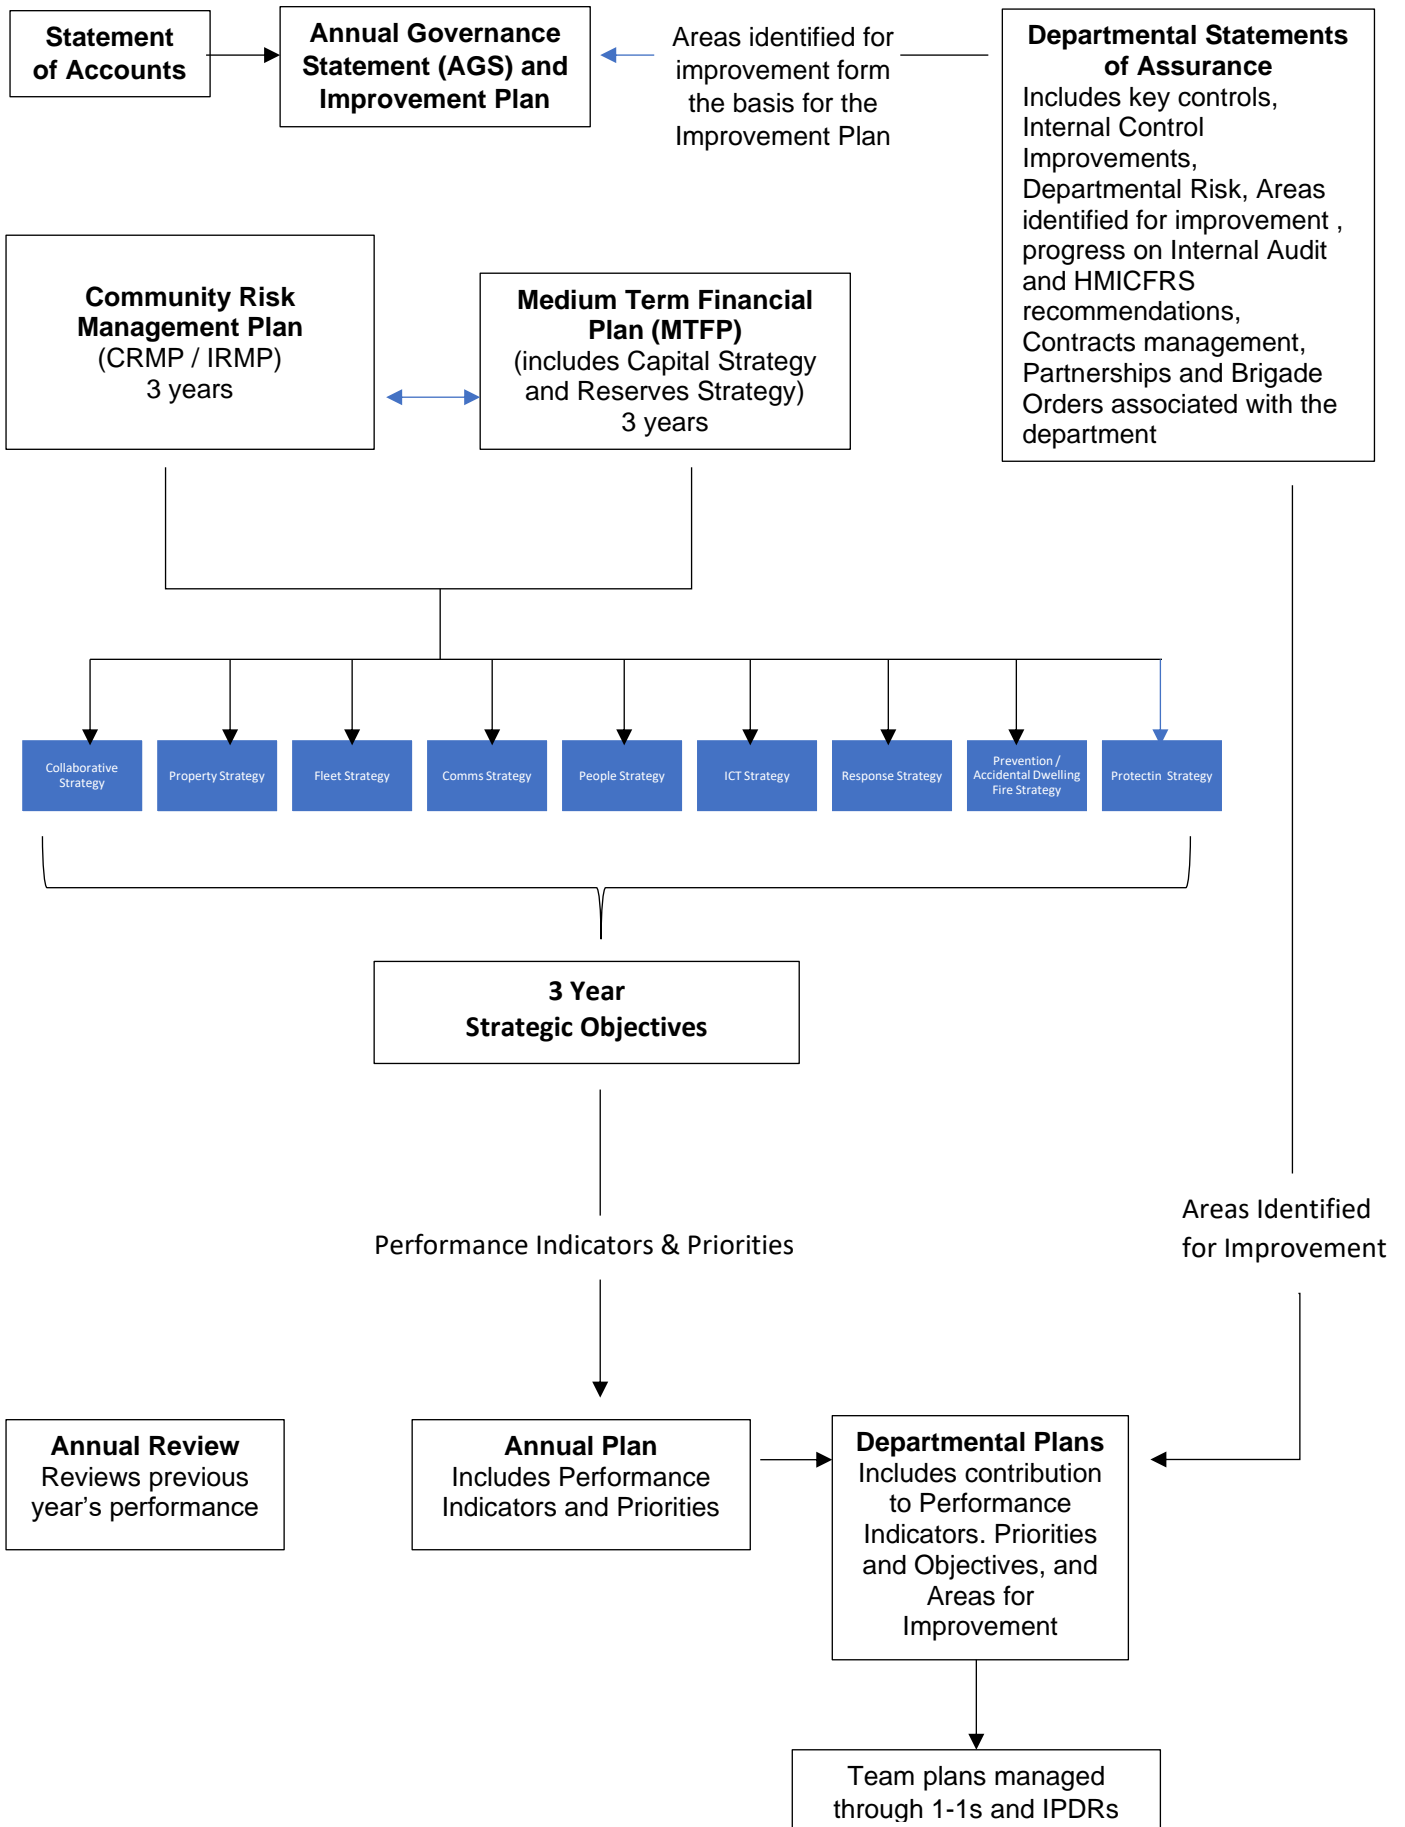 Statement
of Accounts
Annual Governance
Statement (AGS) and
Improvement Plan
Areas identified for
improvement form
the basis for the
Improvement Plan
Departmental Statements
of Assurance
Includes key controls,
Internal Control
Improvements,
Departmental Risk, Areas
identified for improvement ,
progress on Internal Audit
and HMICFRS
recommendations,
Contracts management,
Partnerships and Brigade
Orders associated with the
department
Community Risk
Management Plan
(CRMP / IRMP)
3 years
Medium Term Financial
Plan (MTFP)
(includes Capital Strategy
and Reserves Strategy)
3 years
Collaborative
Strategy
Property Strategy
Fleet Strategy
Comms Strategy
People Strategy
ICT Strategy
Response Strategy
Prevention /
Accidental Dwelling
Fire Strategy
Protectin Strategy
3 Year
Strategic Objectives
Performance Indicators & Priorities
Areas Identified
for Improvement
Annual Review
Reviews previous
year’s performance
Annual Plan
Includes Performance
Indicators and Priorities
Departmental Plans
Includes contribution
to Performance
Indicators. Priorities
and Objectives, and
Areas for
Improvement
Team plans managed
through 1-1s and IPDRs